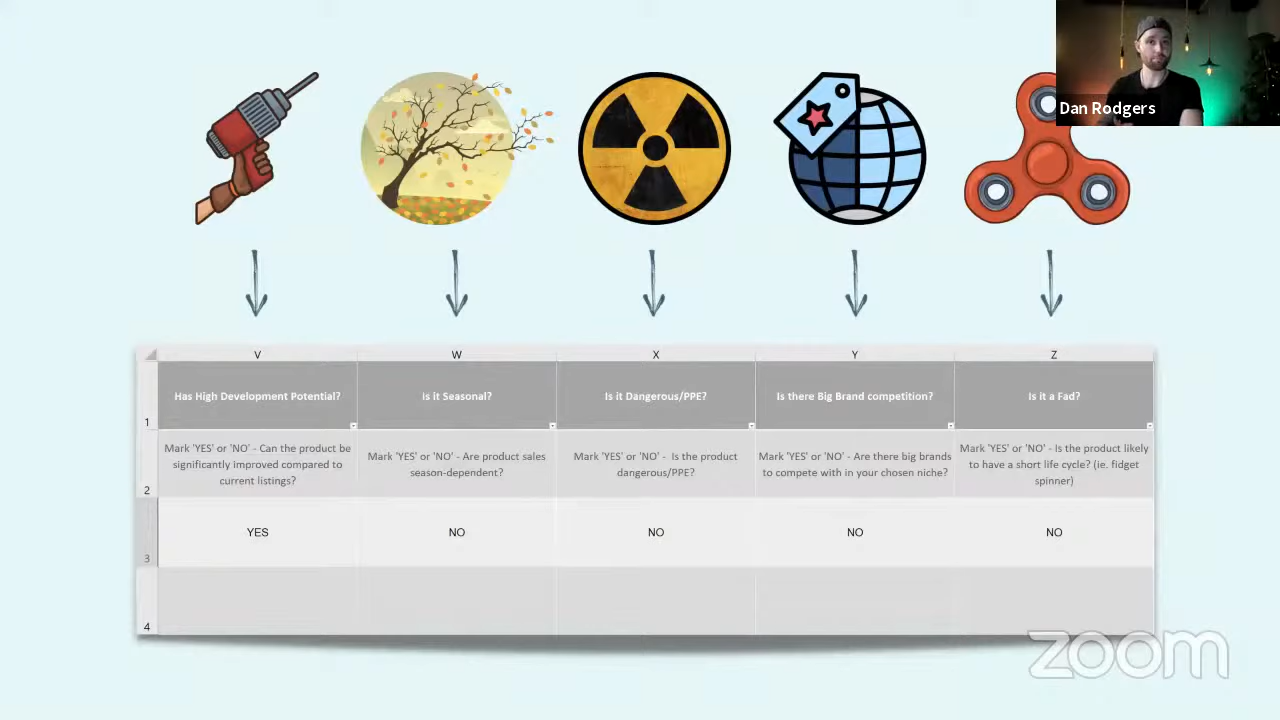 Dan Rodgers
V W X Y Z
1 Has High Development Potential? Is it Seasonal? Is it Dangerous/PPE? Is there Big Brand competition? Is it a Fad?
Mark 'YES' or 'NO' - Can the product be
significantly improved compared to
current listings?
Mark 'YES' or 'NO' - Are product sales
season-dependent?
Mark 'YES' or 'NO' - Is the product
dangerous/PPE?
Mark 'YES' or 'NO' - Are there big brands
to compete with in your chosen niche?
Mark 'YES' or 'NO' - Is the product likely
to have a short life cycle? (ie. fidget
spinner)
2
YES NO NO NO NO
3
4
zoom